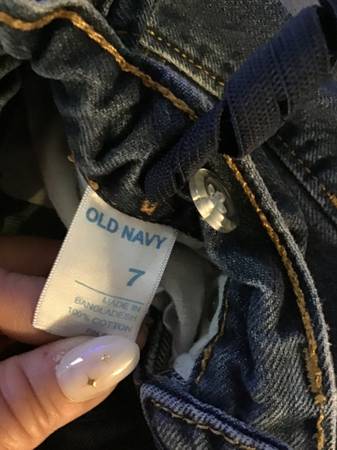 OLD NAVY
7
MADE IN
BANGLADESH
100% COTTON